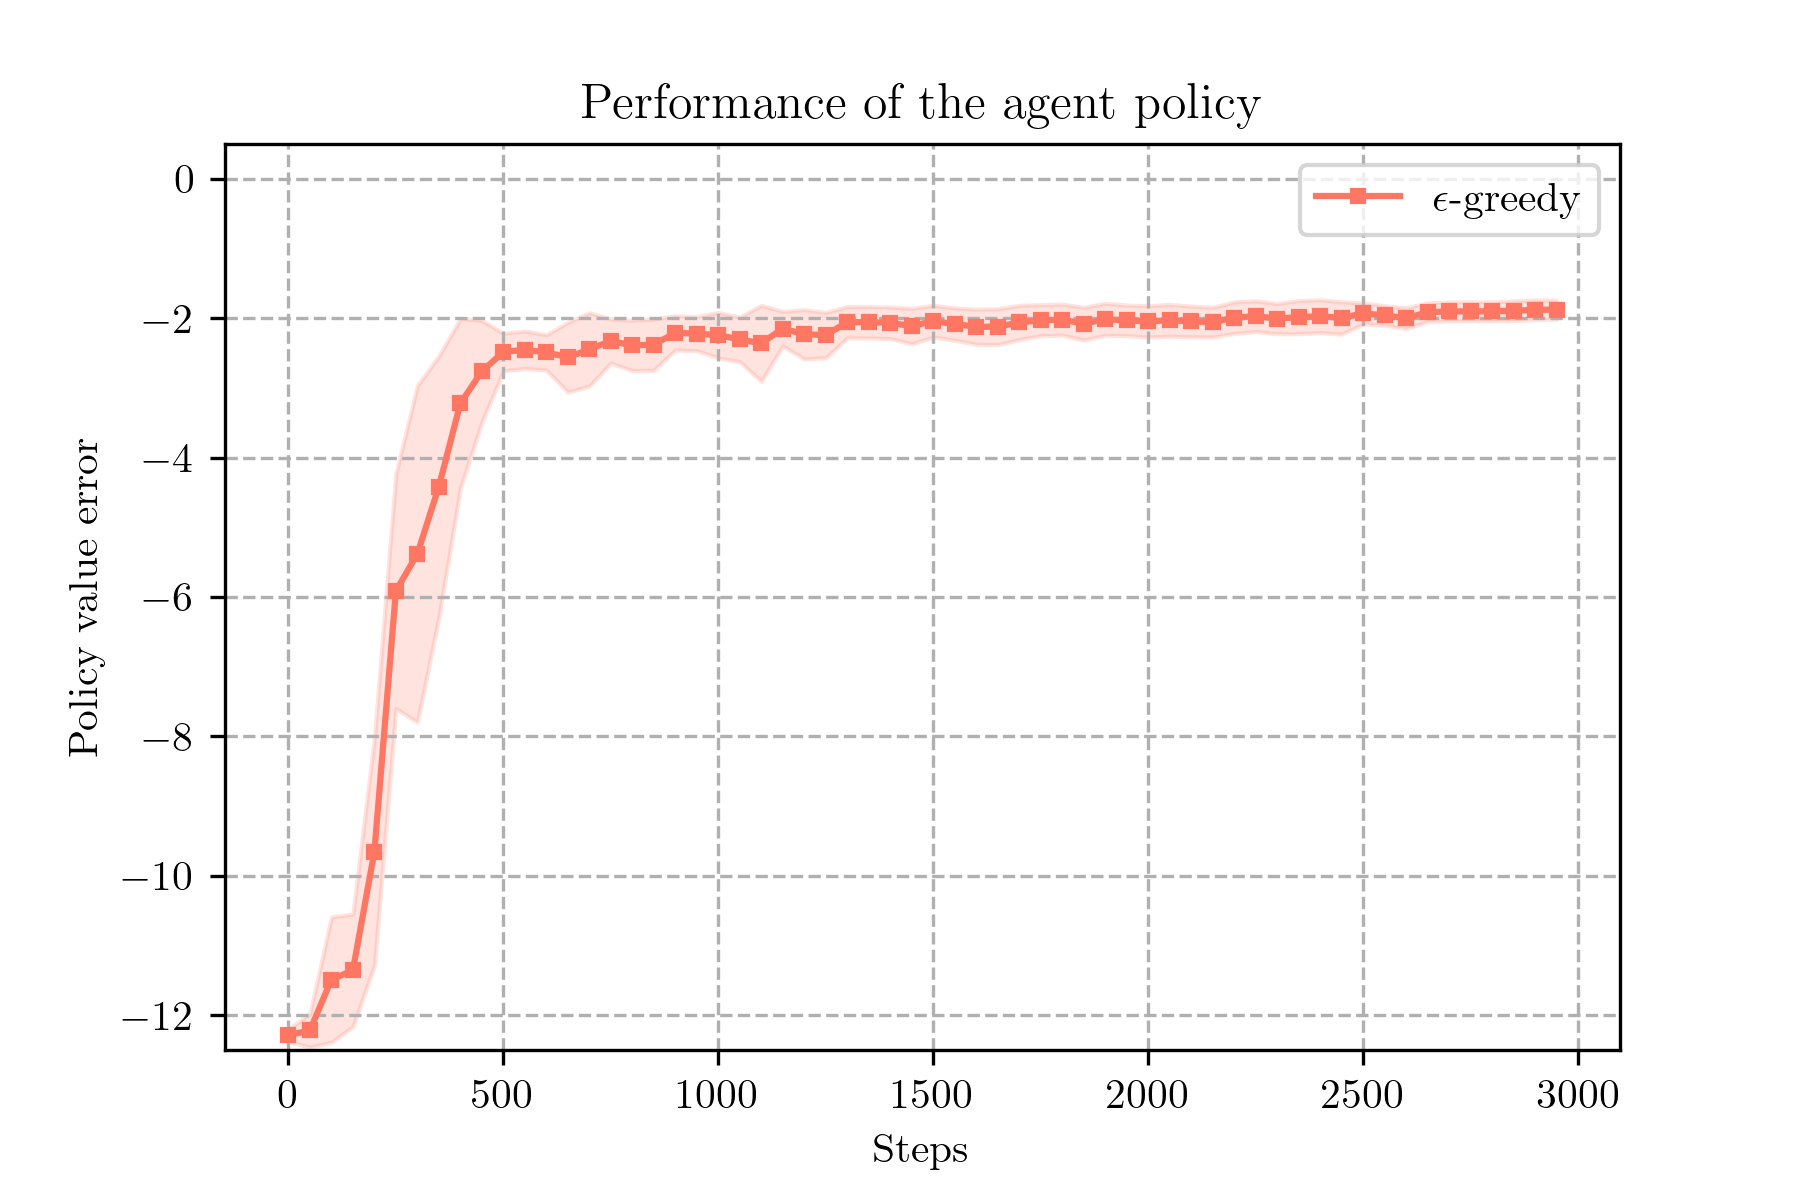 Performance of the agent policy
ϵ-greedy
Policy value error
0
−2
−4
−6
−8
−10
−12
0 500 1000 1500 2000 2500 3000
Steps